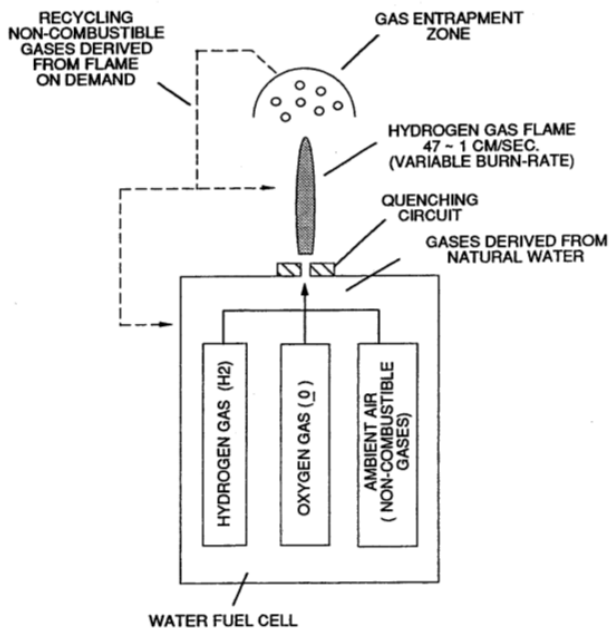 RECYCLING
NON-COMBUSTIBLE
GASES DERIVED
FROM FLAME
ON DEMAND
GAS ENTRAPMENT
ZONE
HYDROGEN GAS FLAME
47 ~ 1 CM/SEC.
(VARIABLE BURN-RATE)
QUENCHING
CIRCUIT
GASES DERIVED FROM
NATURAL WATER
HYDROGEN GAS (H2)
OXYGEN GAS (O)
AMBIENT AIR
( NON-COMBUSTIBLE
GASES)
WATER FUEL CELL